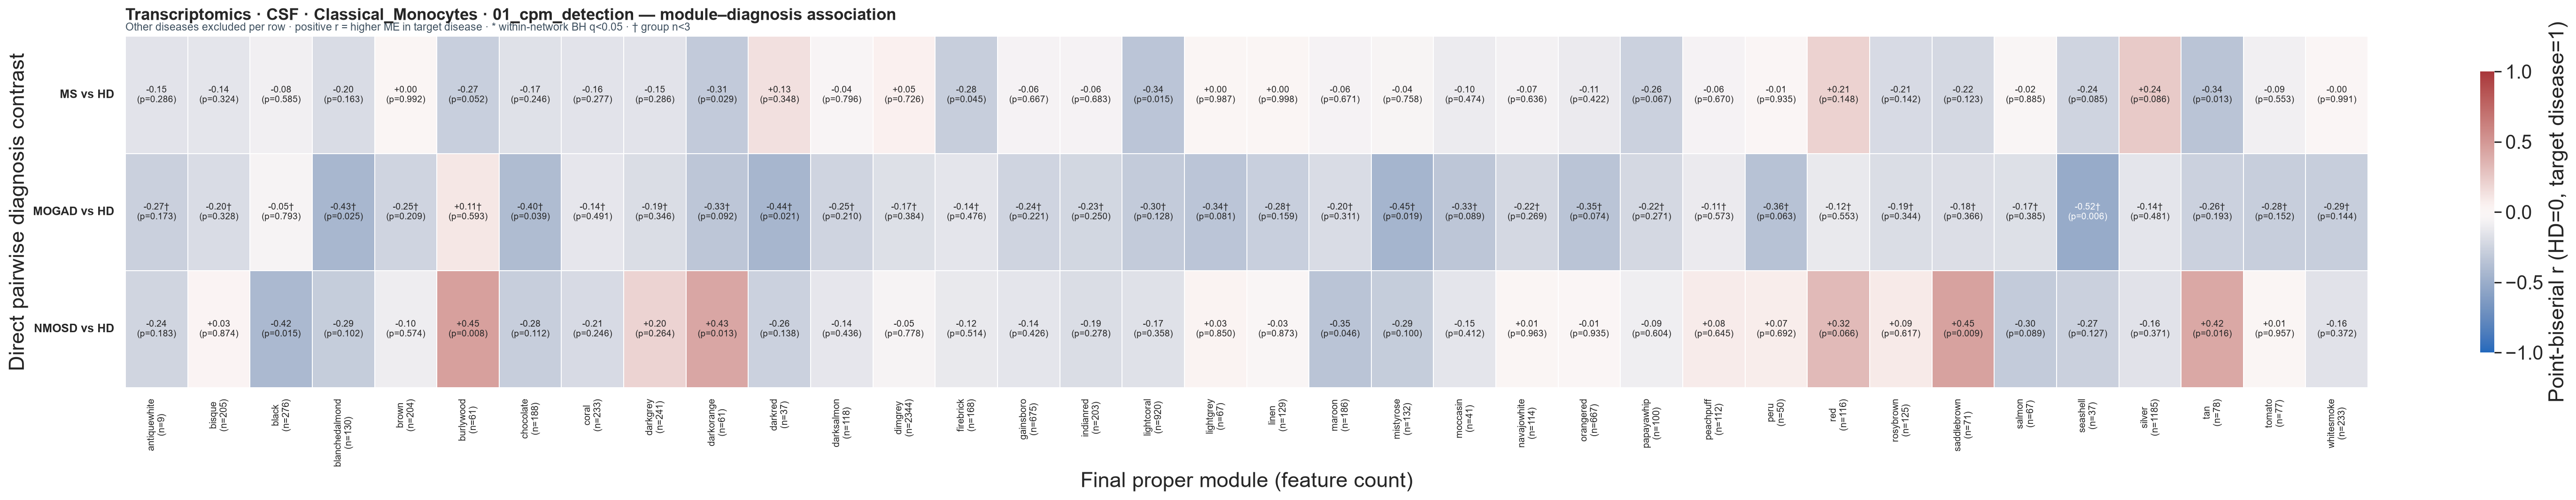 Transcriptomics · CSF · Classical_Monocytes · 01_cpm_detection — module–diagnosis association
Other diseases excluded per row · positive r = higher ME in target disease · * within-network BH q<0.05 · † group n<3
Direct pairwise diagnosis contrast
MS vs HD
-0.15 -0.14 -0.08 -0.20 +0.00 -0.27 -0.17 -0.16 -0.15 -0.31 +0.13 -0.04 +0.05 -0.28 -0.06 -0.06 -0.34 +0.00 +0.00 -0.06 -0.04 -0.10 -0.07 -0.11 -0.26 -0.06 -0.01 +0.21 -0.21 -0.22 -0.02 -0.24 +0.24 -0.34 -0.09 -0.00
(p=0.286) (p=0.324) (p=0.585) (p=0.163) (p=0.992) (p=0.052) (p=0.246) (p=0.277) (p=0.286) (p=0.029) (p=0.348) (p=0.796) (p=0.726) (p=0.045) (p=0.667) (p=0.683) (p=0.015) (p=0.987) (p=0.998) (p=0.671) (p=0.758) (p=0.474) (p=0.636) (p=0.422) (p=0.067) (p=0.670) (p=0.935) (p=0.148) (p=0.142) (p=0.123) (p=0.885) (p=0.085) (p=0.086) (p=0.013) (p=0.553) (p=0.991)
MOGAD vs HD
-0.27† -0.20† -0.05† -0.43† -0.25† +0.11† -0.40† -0.14† -0.19† -0.33† -0.44† -0.25† -0.17† -0.14† -0.24† -0.23† -0.30† -0.34† -0.28† -0.20† -0.45† -0.33† -0.22† -0.35† -0.22† -0.11† -0.36† -0.12† -0.19† -0.18† -0.17† -0.52† -0.14† -0.26† -0.28† -0.29†
(p=0.173) (p=0.328) (p=0.793) (p=0.025) (p=0.209) (p=0.593) (p=0.039) (p=0.491) (p=0.346) (p=0.092) (p=0.021) (p=0.210) (p=0.384) (p=0.476) (p=0.221) (p=0.250) (p=0.128) (p=0.081) (p=0.159) (p=0.311) (p=0.019) (p=0.089) (p=0.269) (p=0.074) (p=0.271) (p=0.573) (p=0.063) (p=0.553) (p=0.344) (p=0.366) (p=0.385) (p=0.006) (p=0.481) (p=0.193) (p=0.152) (p=0.144)
NMOSD vs HD
-0.24 +0.03 -0.42 -0.29 -0.10 +0.45 -0.28 -0.21 +0.20 +0.43 -0.26 -0.14 -0.05 -0.12 -0.14 -0.19 -0.17 +0.03 -0.03 -0.35 -0.29 -0.15 +0.01 -0.01 -0.09 +0.08 +0.07 +0.32 +0.09 +0.45 -0.30 -0.27 -0.16 +0.42 +0.01 -0.16
(p=0.183) (p=0.874) (p=0.015) (p=0.102) (p=0.574) (p=0.008) (p=0.112) (p=0.246) (p=0.264) (p=0.013) (p=0.138) (p=0.436) (p=0.778) (p=0.514) (p=0.426) (p=0.278) (p=0.358) (p=0.850) (p=0.873) (p=0.046) (p=0.100) (p=0.412) (p=0.963) (p=0.935) (p=0.604) (p=0.645) (p=0.692) (p=0.066) (p=0.617) (p=0.009) (p=0.089) (p=0.127) (p=0.371) (p=0.016) (p=0.957) (p=0.372)
antiquewhite
(n=9)
bisque
(n=205)
black
(n=276)
blanchedalmond
(n=130)
brown
(n=204)
burlywood
(n=61)
chocolate
(n=188)
coral
(n=233)
darkgrey
(n=241)
darkorange
(n=61)
darkred
(n=37)
darksalmon
(n=118)
dimgrey
(n=2344)
firebrick
(n=168)
gainsboro
(n=675)
indianred
(n=203)
lightcoral
(n=920)
lightgrey
(n=67)
linen
(n=129)
maroon
(n=186)
mistyrose
(n=132)
moccasin
(n=41)
navajowhite
(n=114)
orangered
(n=667)
papayawhip
(n=100)
peachpuff
(n=112)
peru
(n=50)
red
(n=116)
rosybrown
(n=125)
saddlebrown
(n=71)
salmon
(n=67)
seashell
(n=37)
silver
(n=1185)
tan
(n=78)
tomato
(n=77)
whitesmoke
(n=233)
Final proper module (feature count)
1.0
0.5
0.0
−0.5
−1.0
Point-biserial r (HD=0, target disease=1)